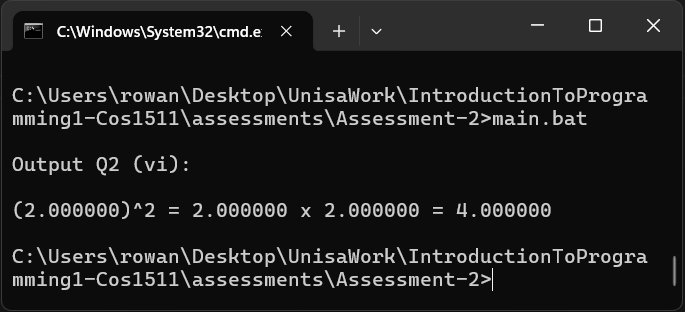 C:\Windows\System32\cmd.e
C:\Users\rowan\Desktop\UnisaWork\IntroductionToProgra
mming1-Cos1511\assessments\Assessment-2>main.bat
Output Q2 (vi):
(2.000000)^2 = 2.000000 x 2.000000 = 4.000000
C:\Users\rowan\Desktop\UnisaWork\IntroductionToProgra
mming1-Cos1511\assessments\Assessment-2>